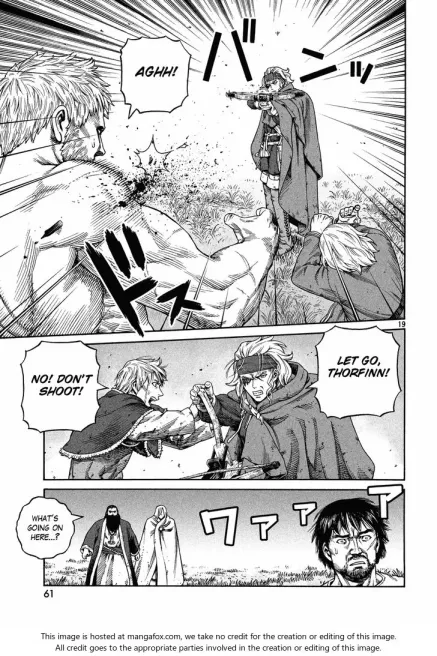 バンッ
AGHH!
ドス
19
LET GO,
THORFINN!
NO! DON'T
SHOOT!
ワァァァ
WHAT'S
GOING ON
HERE...?
61
This image is hosted at mangafox.com, we take no credit for the creation or editing of this image.
All credit goes to the appropriate parties involved in the creation or editing of this image.